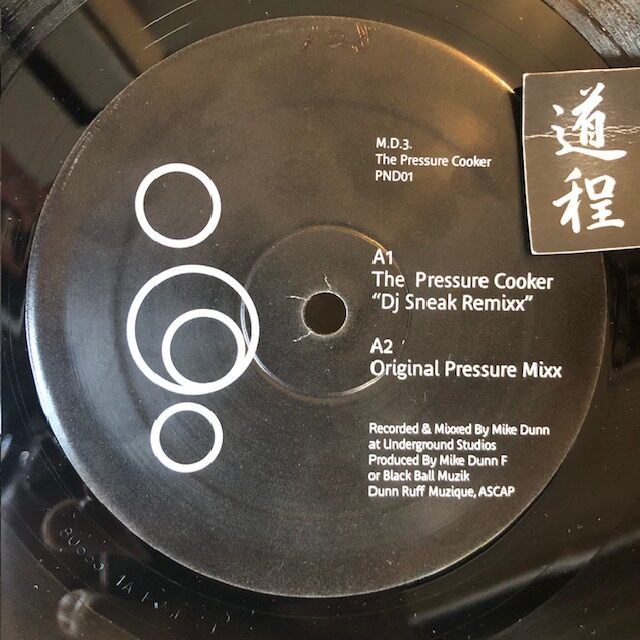 M.D.3.
The Pressure Cooker
PND01
道程
A1
The Pressure Cooker
“Dj Sneak Remixx”
A2
Original Pressure Mixx
Recorded & Mixxed By Mike Dunn
at Underground Studios
Produced By Mike Dunn F
or Black Ball Muzik
Dunn Ruff Muzique, ASCAP